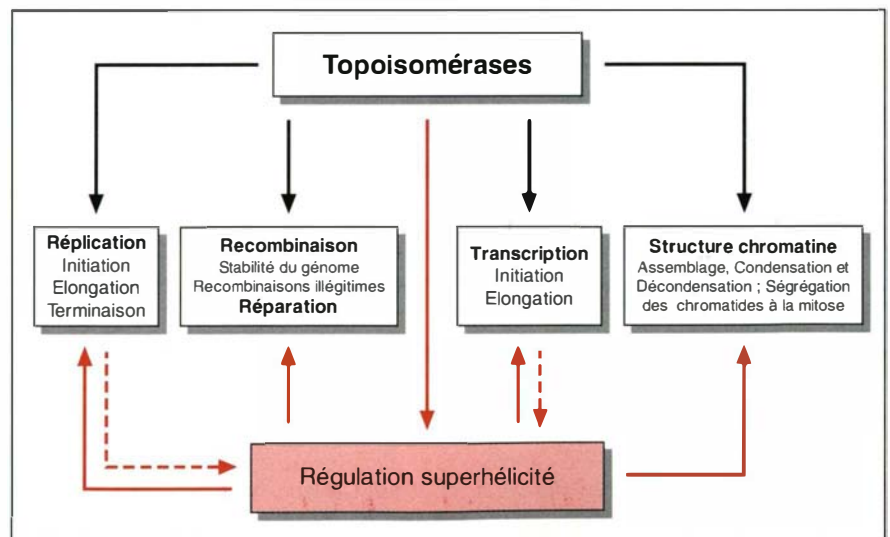 Topoisomérases
Réplication
Initiation
Elongation
Terminaison
Recombinaison
Stabilité du génome
Recombinaisons illégitimes
Réparation
Transcription
Initiation
Elongation
Structure chromatine
Assemblage, Condensation et
Décondensation ; Ségrégation
des chromatides à la mitose
Régulation superhélicité